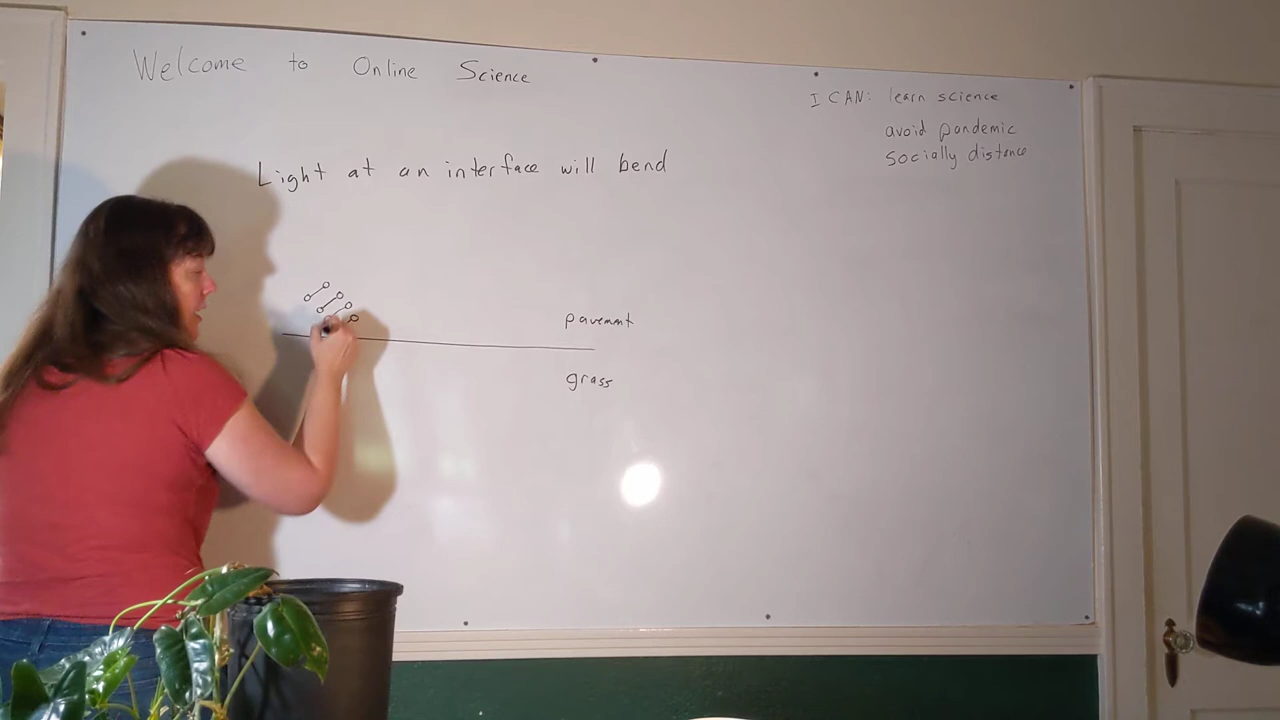 Welcome to Online Science
I CAN: learn science
avoid pandemic
socially distance
Light at an interface will bend
pavement
grass